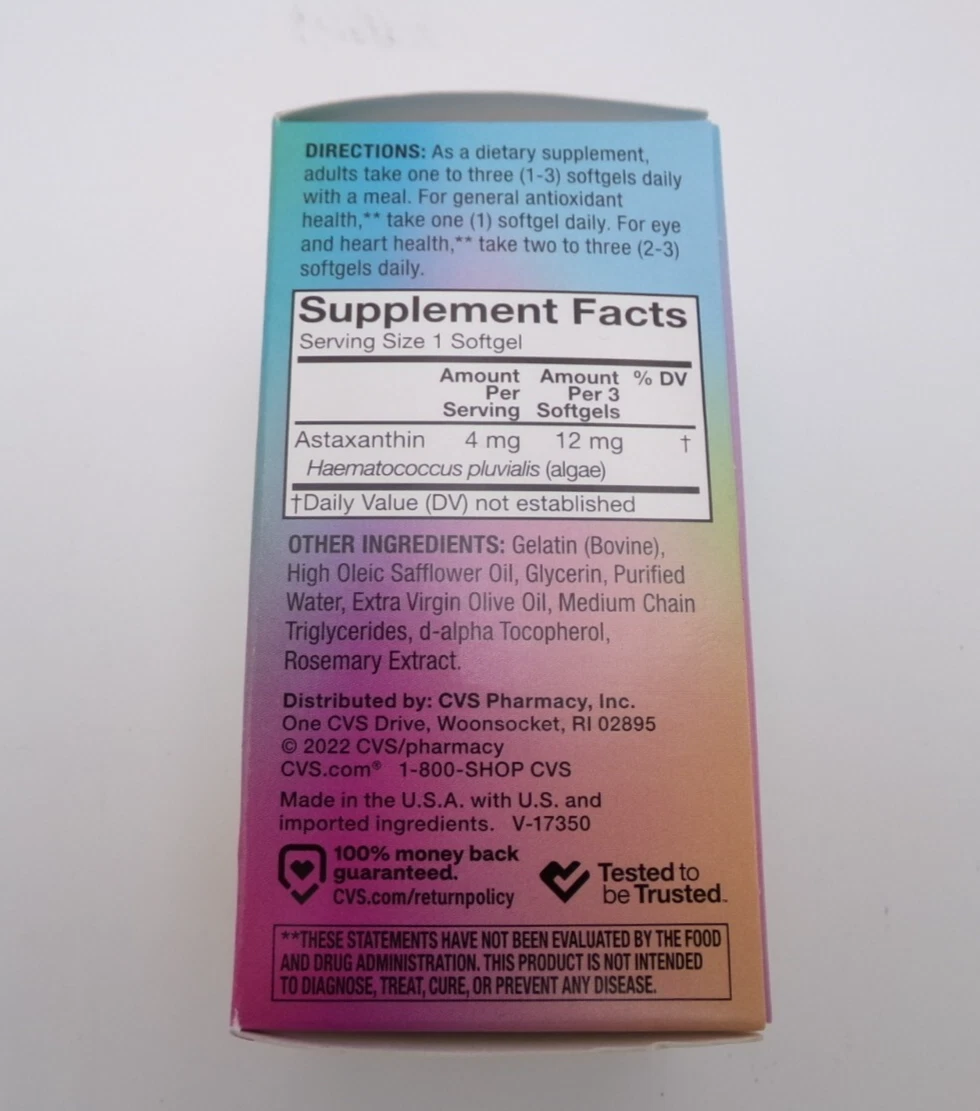 DIRECTIONS: As a dietary supplement,
adults take one to three (1-3) softgels daily
with a meal. For general antioxidant
health,** take one (1) softgel daily. For eye
and heart health,** take two to three (2-3)
softgels daily.
Supplement Facts
Serving Size 1 Softgel
Amount Per Serving Amount Per 3 Softgels % DV
Astaxanthin 4 mg 12 mg †
Haematococcus pluvialis (algae)
†Daily Value (DV) not established
OTHER INGREDIENTS: Gelatin (Bovine),
High Oleic Safflower Oil, Glycerin, Purified
Water, Extra Virgin Olive Oil, Medium Chain
Triglycerides, d-alpha Tocopherol,
Rosemary Extract.
Distributed by: CVS Pharmacy, Inc.
One CVS Drive, Woonsocket, RI 02895
© 2022 CVS/pharmacy
CVS.com® 1-800-SHOP CVS
Made in the U.S.A. with U.S. and
imported ingredients. V-17350
100% money back
guaranteed.
CVS.com/returnpolicy
Tested to
be Trusted™
**THESE STATEMENTS HAVE NOT BEEN EVALUATED BY THE FOOD
AND DRUG ADMINISTRATION. THIS PRODUCT IS NOT INTENDED
TO DIAGNOSE, TREAT, CURE, OR PREVENT ANY DISEASE.